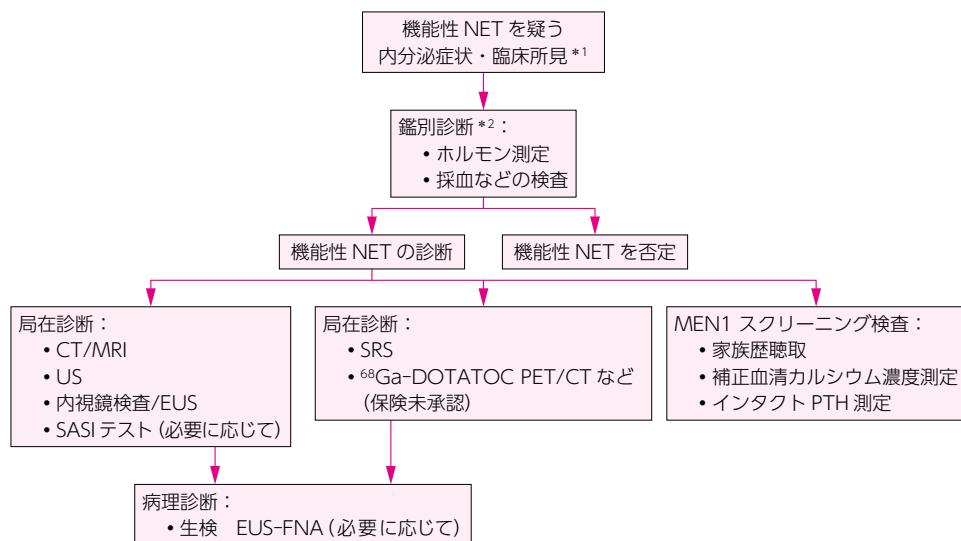 機能性 NET を疑う
内分泌症状・臨床所見*1
鑑別診断*2：
• ホルモン測定
• 採血などの検査
機能性 NET の診断
機能性 NET を否定
局在診断：
• CT/MRI
• US
• 内視鏡検査/EUS
• SASI テスト（必要に応じて）
局在診断：
• SRS
• 68Ga-DOTATOC PET/CT など
（保険未承認）
MEN1 スクリーニング検査：
• 家族歴聴取
• 補正血清カルシウム濃度測定
• インタクト PTH 測定
病理診断：
• 生検　EUS-FNA（必要に応じて）